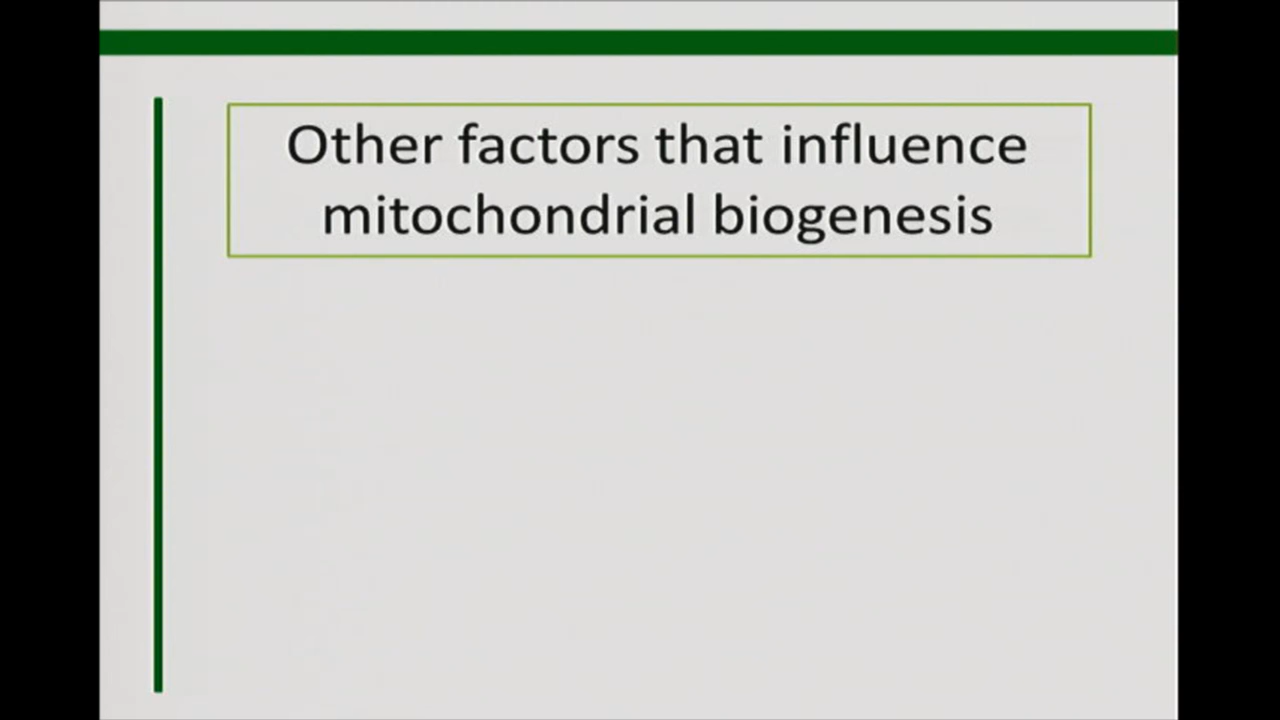 Other factors that influence
mitochondrial biogenesis